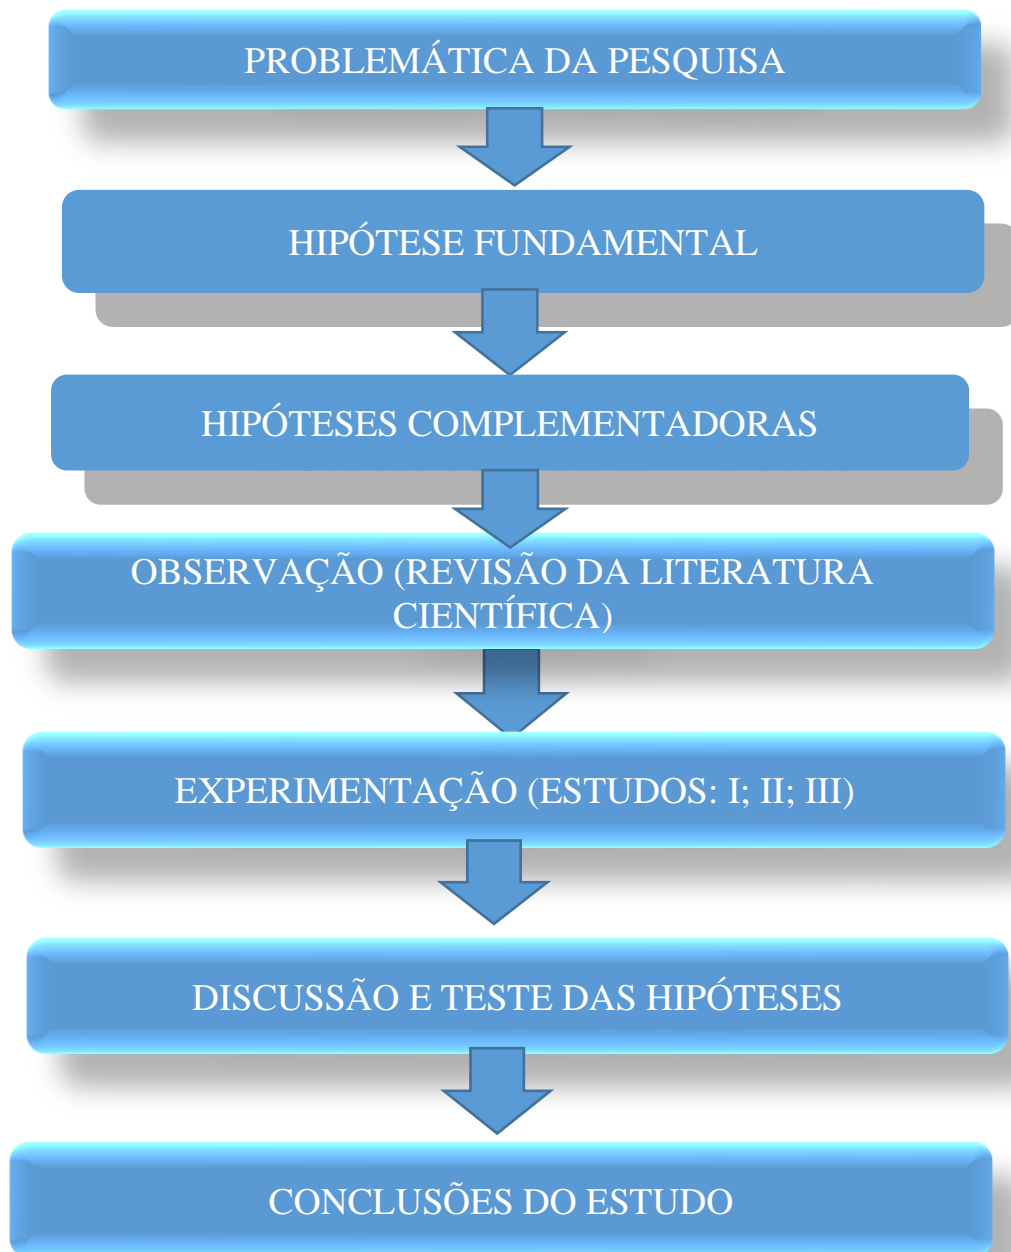 PROBLEMÁTICA DA PESQUISA
HIPÓTESE FUNDAMENTAL
HIPÓTESES COMPLEMENTADORAS
OBSERVAÇÃO (REVISÃO DA LITERATURA
CIENTÍFICA)
EXPERIMENTAÇÃO (ESTUDOS: I; II; III)
DISCUSSÃO E TESTE DAS HIPÓTESES
CONCLUSÕES DO ESTUDO